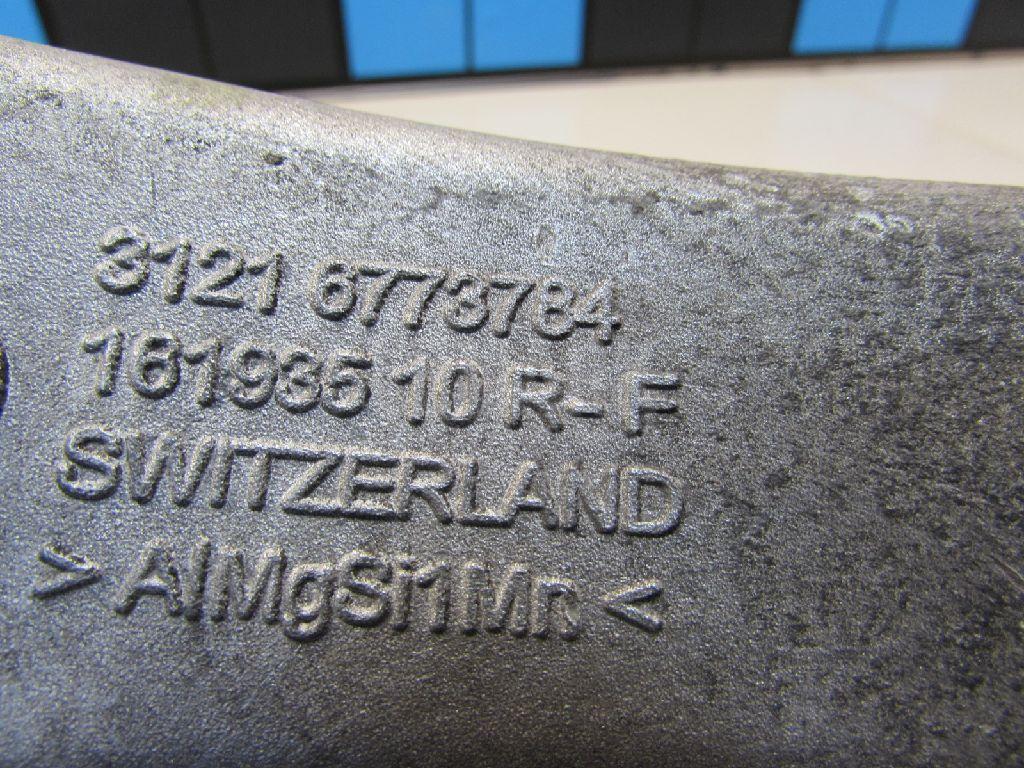 3121 6773784
161935 10 R-F
SWITZERLAND
> AlMgSi1Mn <